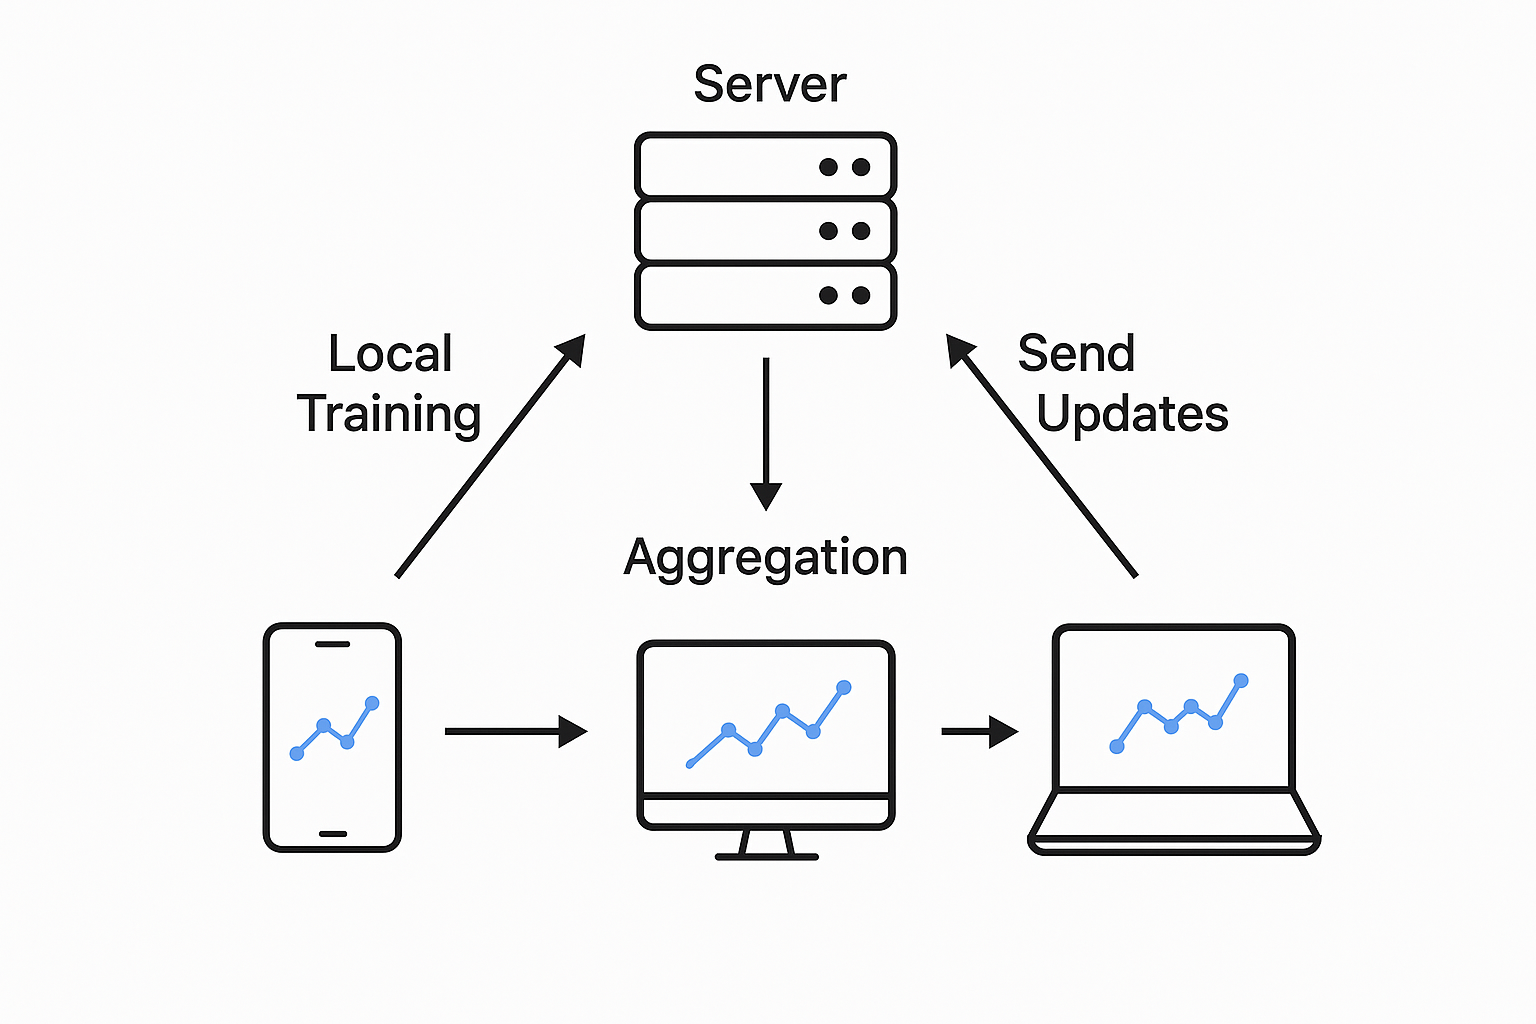 Server
Local
Training
Send
Updates
Aggregation